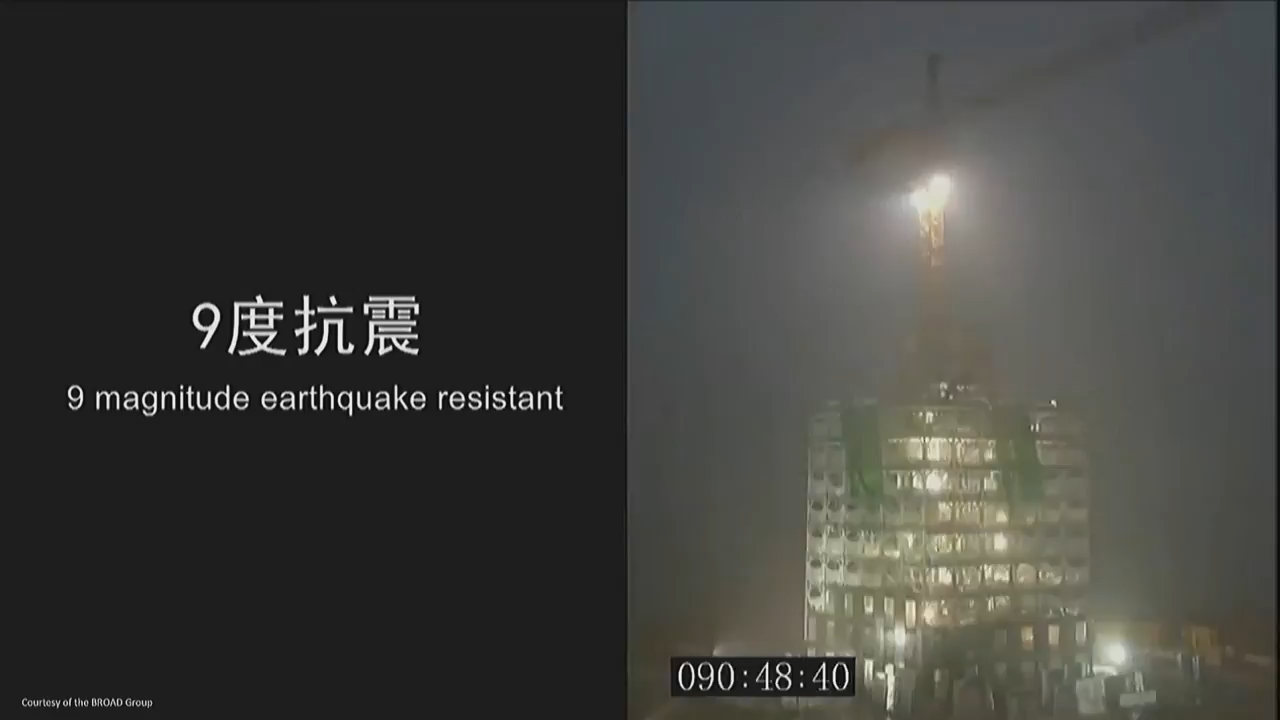 9度抗震
9 magnitude earthquake resistant
090:48:40
Courtesy of the BROAD Group